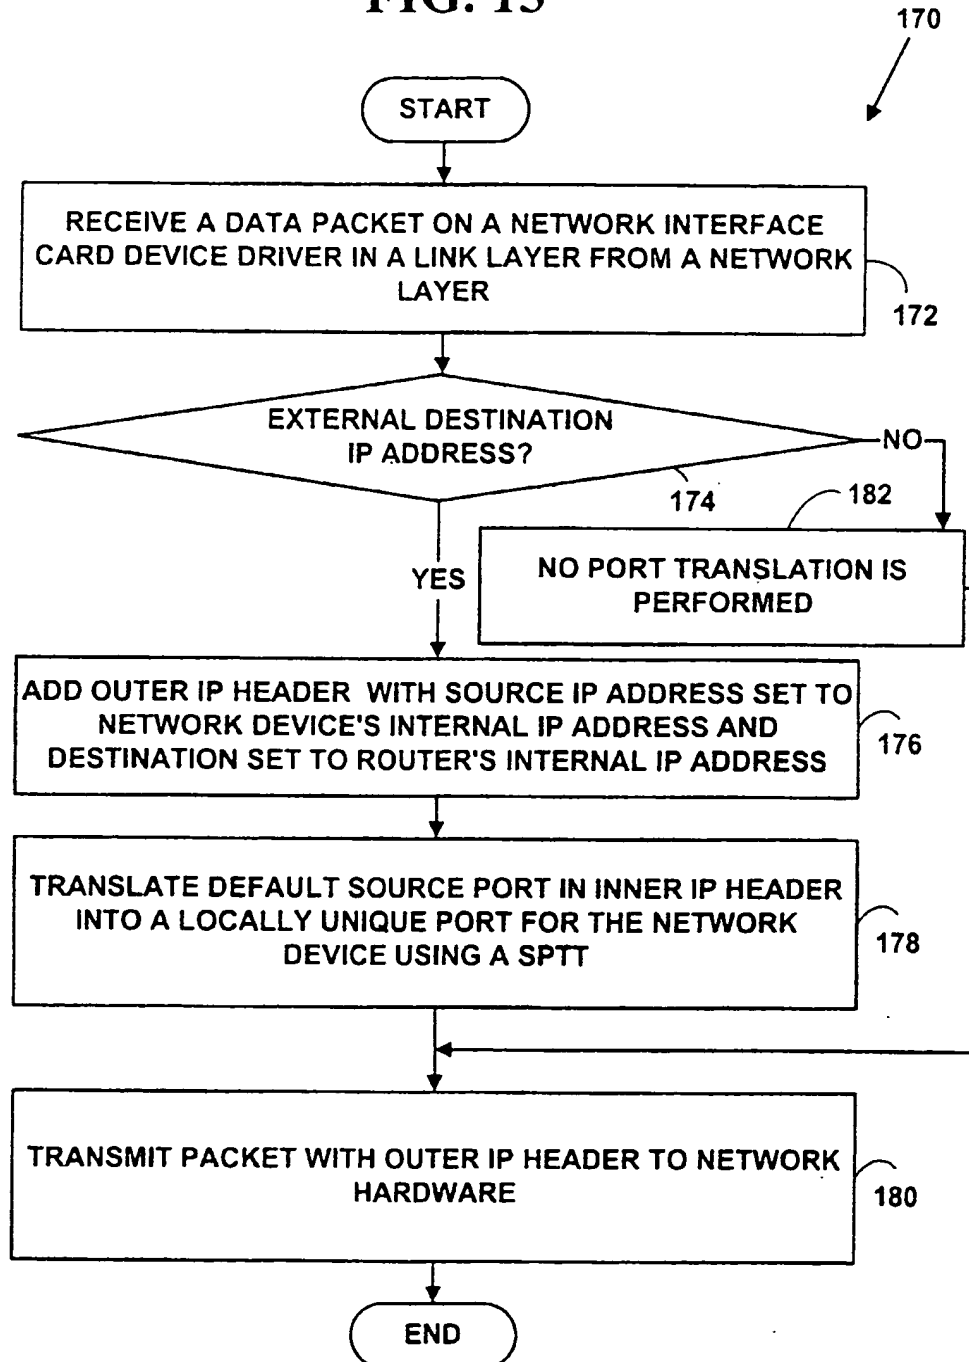 FIG. 13
170
START
RECEIVE A DATA PACKET ON A NETWORK INTERFACE
CARD DEVICE DRIVER IN A LINK LAYER FROM A NETWORK
LAYER
172
EXTERNAL DESTINATION
IP ADDRESS?
NO
174
182
YES
NO PORT TRANSLATION IS
PERFORMED
ADD OUTER IP HEADER WITH SOURCE IP ADDRESS SET TO
NETWORK DEVICE'S INTERNAL IP ADDRESS AND
DESTINATION SET TO ROUTER'S INTERNAL IP ADDRESS
176
TRANSLATE DEFAULT SOURCE PORT IN INNER IP HEADER
INTO A LOCALLY UNIQUE PORT FOR THE NETWORK
DEVICE USING A SPTT
178
TRANSMIT PACKET WITH OUTER IP HEADER TO NETWORK
HARDWARE
180
END